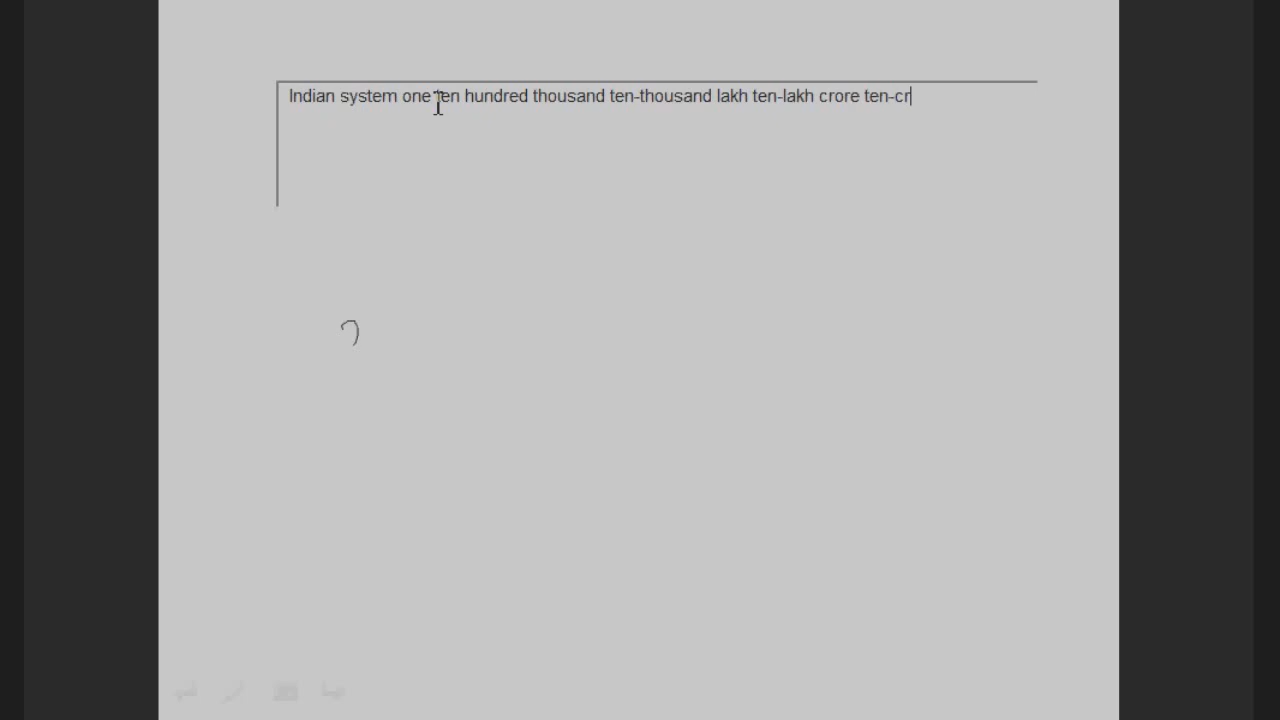 Indian system one ten hundred thousand ten-thousand lakh ten-lakh crore ten-cr